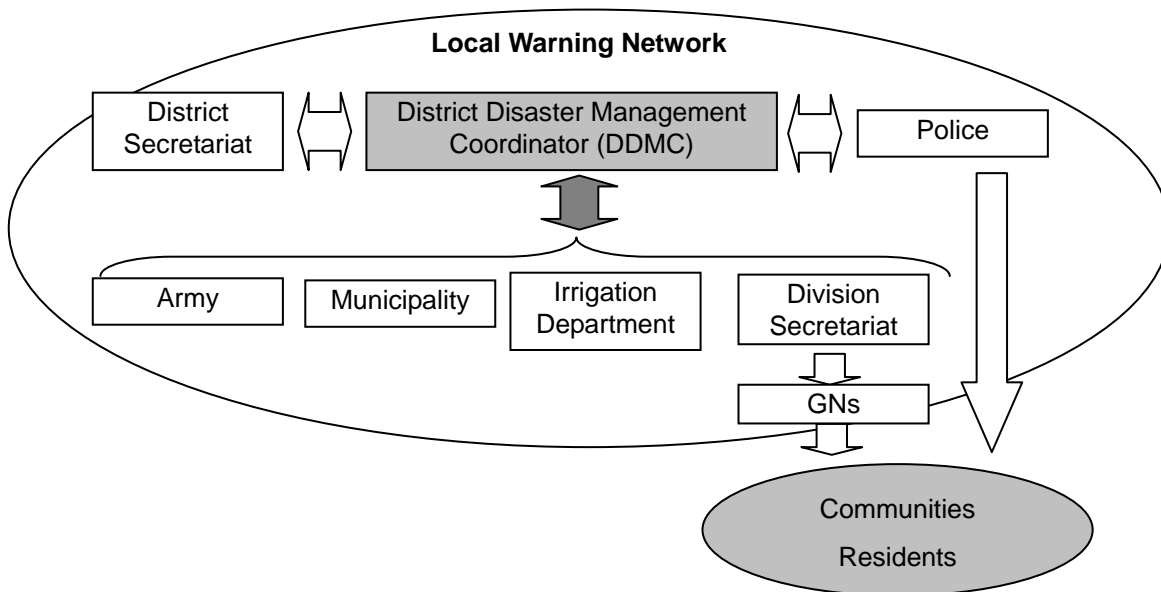 Local Warning Network
District
Secretariat
District Disaster Management
Coordinator (DDMC)
Police
Army
Municipality
Irrigation
Department
Division
Secretariat
GNs
Communities
Residents